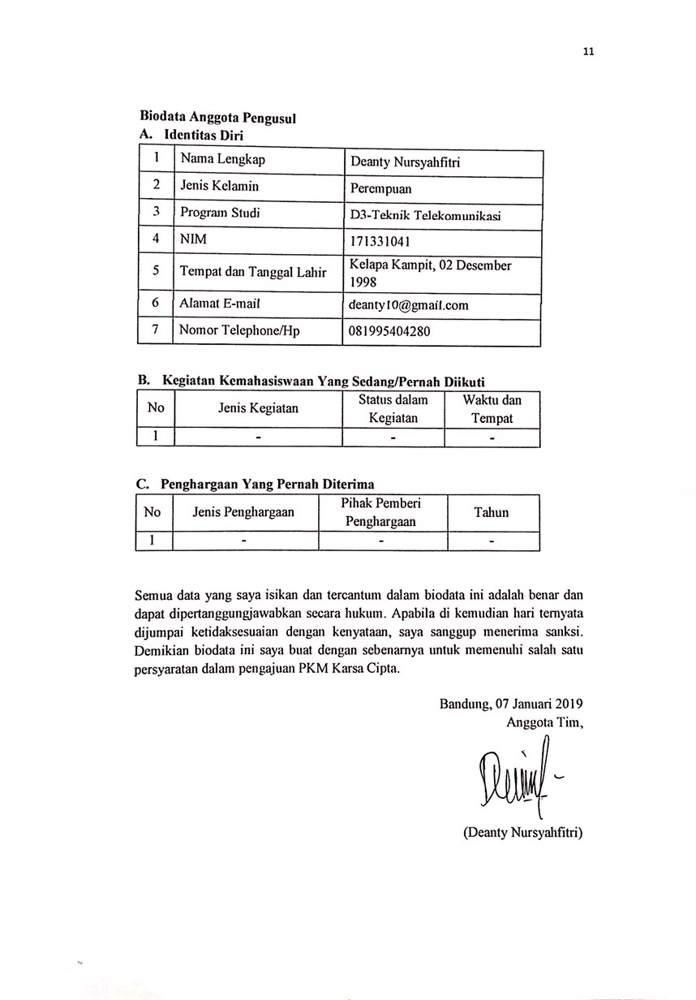 11
Biodata Anggota Pengusul
A. Identitas Diri
1 Nama Lengkap Deanty Nursyahfitri
2 Jenis Kelamin Perempuan
3 Program Studi D3-Teknik Telekomunikasi
4 NIM 171331041
5 Tempat dan Tanggal Lahir Kelapa Kampit, 02 Desember
1998
6 Alamat E-mail deanty10@gmail.com
7 Nomor Telephone/Hp 081995404280
B. Kegiatan Kemahasiswaan Yang Sedang/Pernah Diikuti
No Jenis Kegiatan Status dalam Kegiatan Waktu dan Tempat
1 - - -
C. Penghargaan Yang Pernah Diterima
No Jenis Penghargaan Pihak Pemberi Penghargaan Tahun
1 - - -
Semua data yang saya isikan dan tercantum dalam biodata ini adalah benar dan
dapat dipertanggungjawabkan secara hukum. Apabila di kemudian hari ternyata
dijumpai ketidaksesuaian dengan kenyataan, saya sanggup menerima sanksi.
Demikian biodata ini saya buat dengan sebenarnya untuk memenuhi salah satu
persyaratan dalam pengajuan PKM Karsa Cipta.
Bandung, 07 Januari 2019
Anggota Tim,
(Deanty Nursyahfitri)